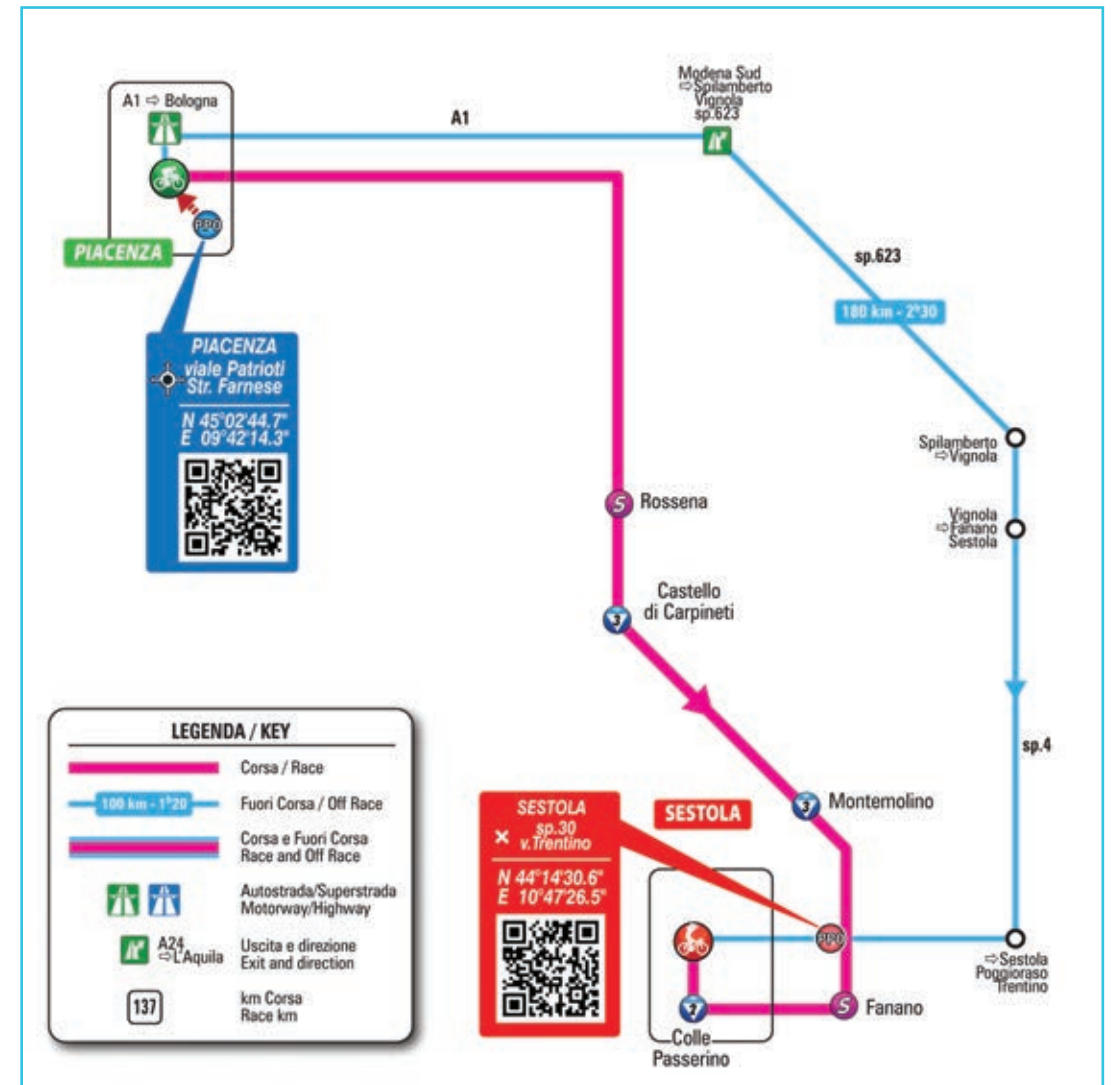 A1 ⇨ Bologna
PPO
PIACENZA
A1
Modena Sud
⇨Spilamberto
Vignola
sp.623
sp.623
180 km - 2ʰ30
PIACENZA
viale Patrioti
Str. Farnese
N 45°02'44.7"
E 09°42'14.3"
Spilamberto
⇨Vignola
S
Rossena
Vignola
⇨Fanano
Sestola
Castello
di Carpineti
3
LEGENDA / KEY
Corsa / Race
100 km - 1ʰ20
Fuori Corsa / Off Race
Corsa e Fuori Corsa
Race and Off Race
Autostrada/Superstrada
Motorway/Highway
A24
⇨L'Aquila
Uscita e direzione
Exit and direction
137
km Corsa
Race km
sp.4
3
Montemolino
SESTOLA
sp.30
v.Trentino
N 44°14'30.6"
E 10°47'26.5"
SESTOLA
PPO
⇨Sestola
Poggioraso
Trentino
2
S
Fanano
Colle
Passerino